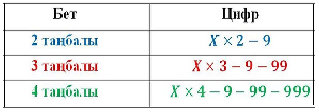 Бет Цифр
2 таңбалы X × 2 − 9
3 таңбалы X × 3 − 9 − 99
4 таңбалы X × 4 − 9 − 99 − 999